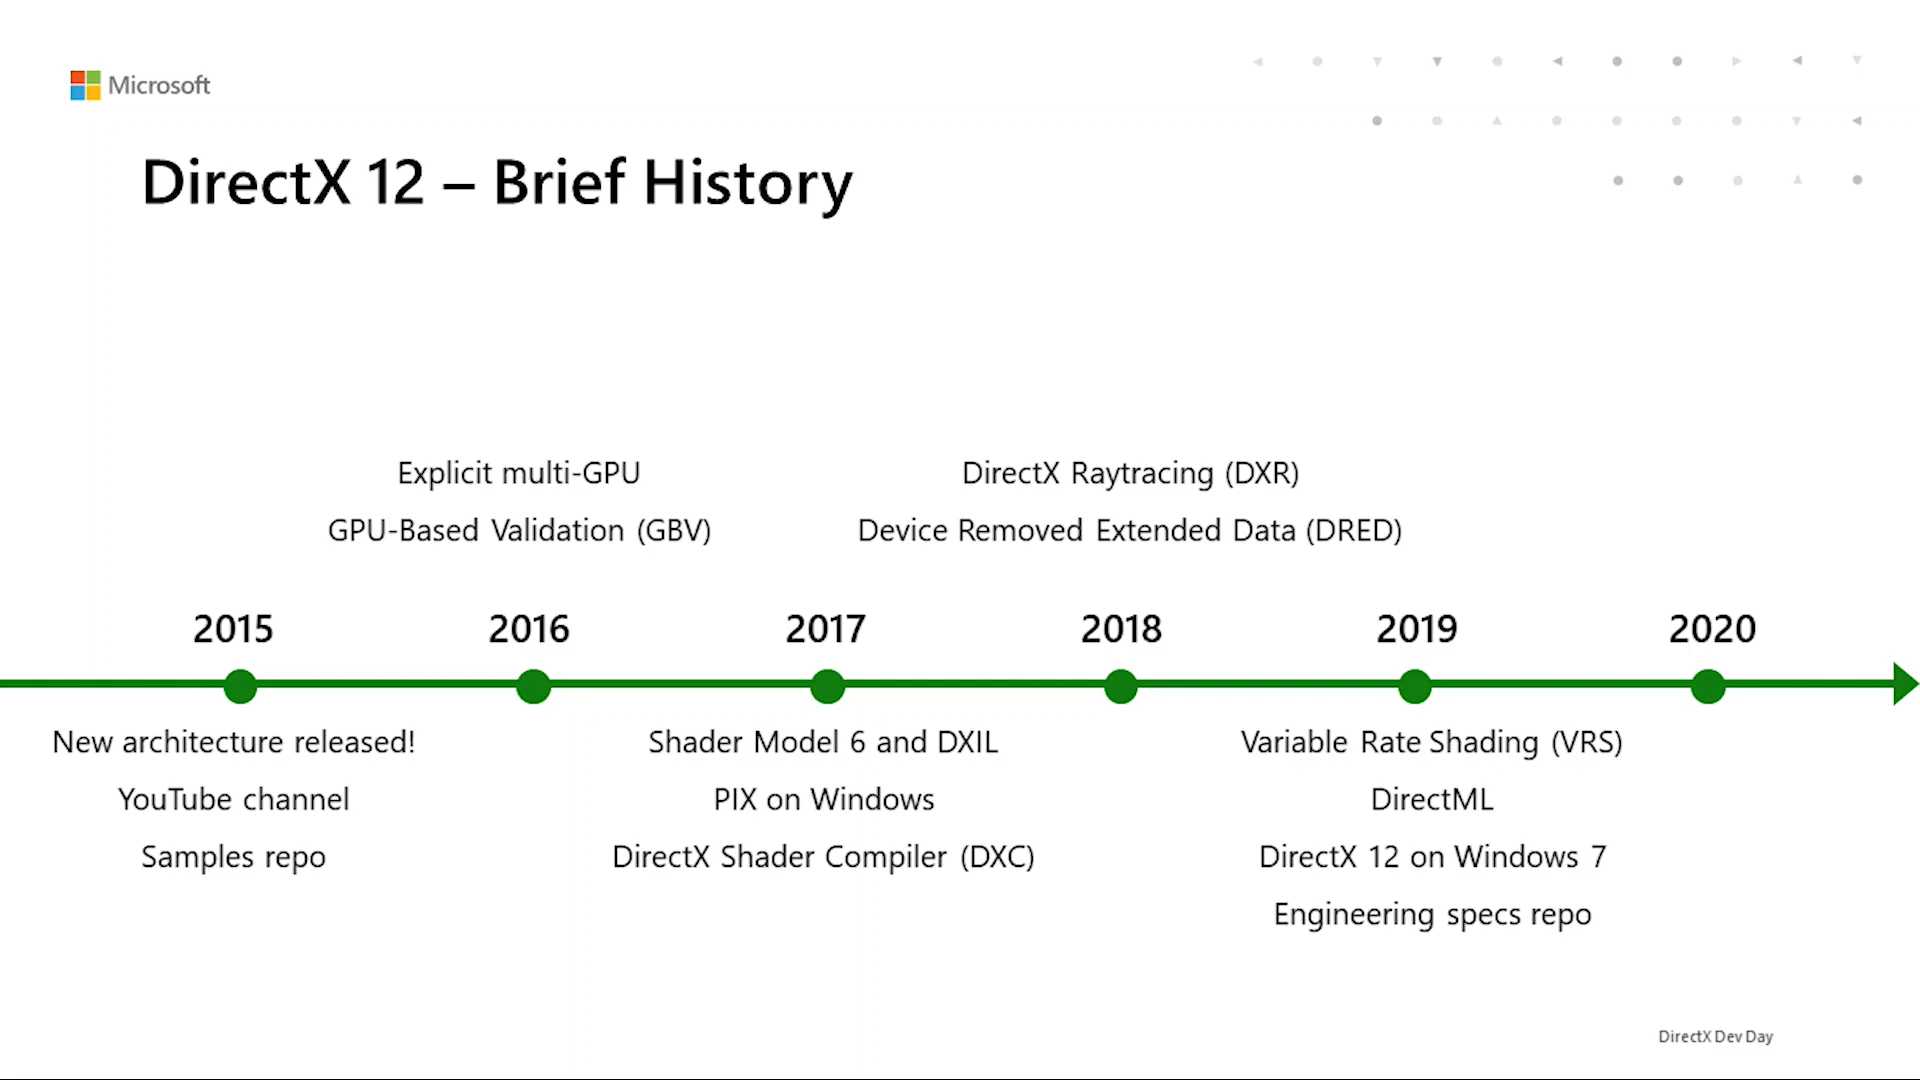 Microsoft
DirectX 12 – Brief History
Explicit multi-GPU
GPU-Based Validation (GBV)
DirectX Raytracing (DXR)
Device Removed Extended Data (DRED)
2015
2016
2017
2018
2019
2020
New architecture released!
YouTube channel
Samples repo
Shader Model 6 and DXIL
PIX on Windows
DirectX Shader Compiler (DXC)
Variable Rate Shading (VRS)
DirectML
DirectX 12 on Windows 7
Engineering specs repo
DirectX Dev Day